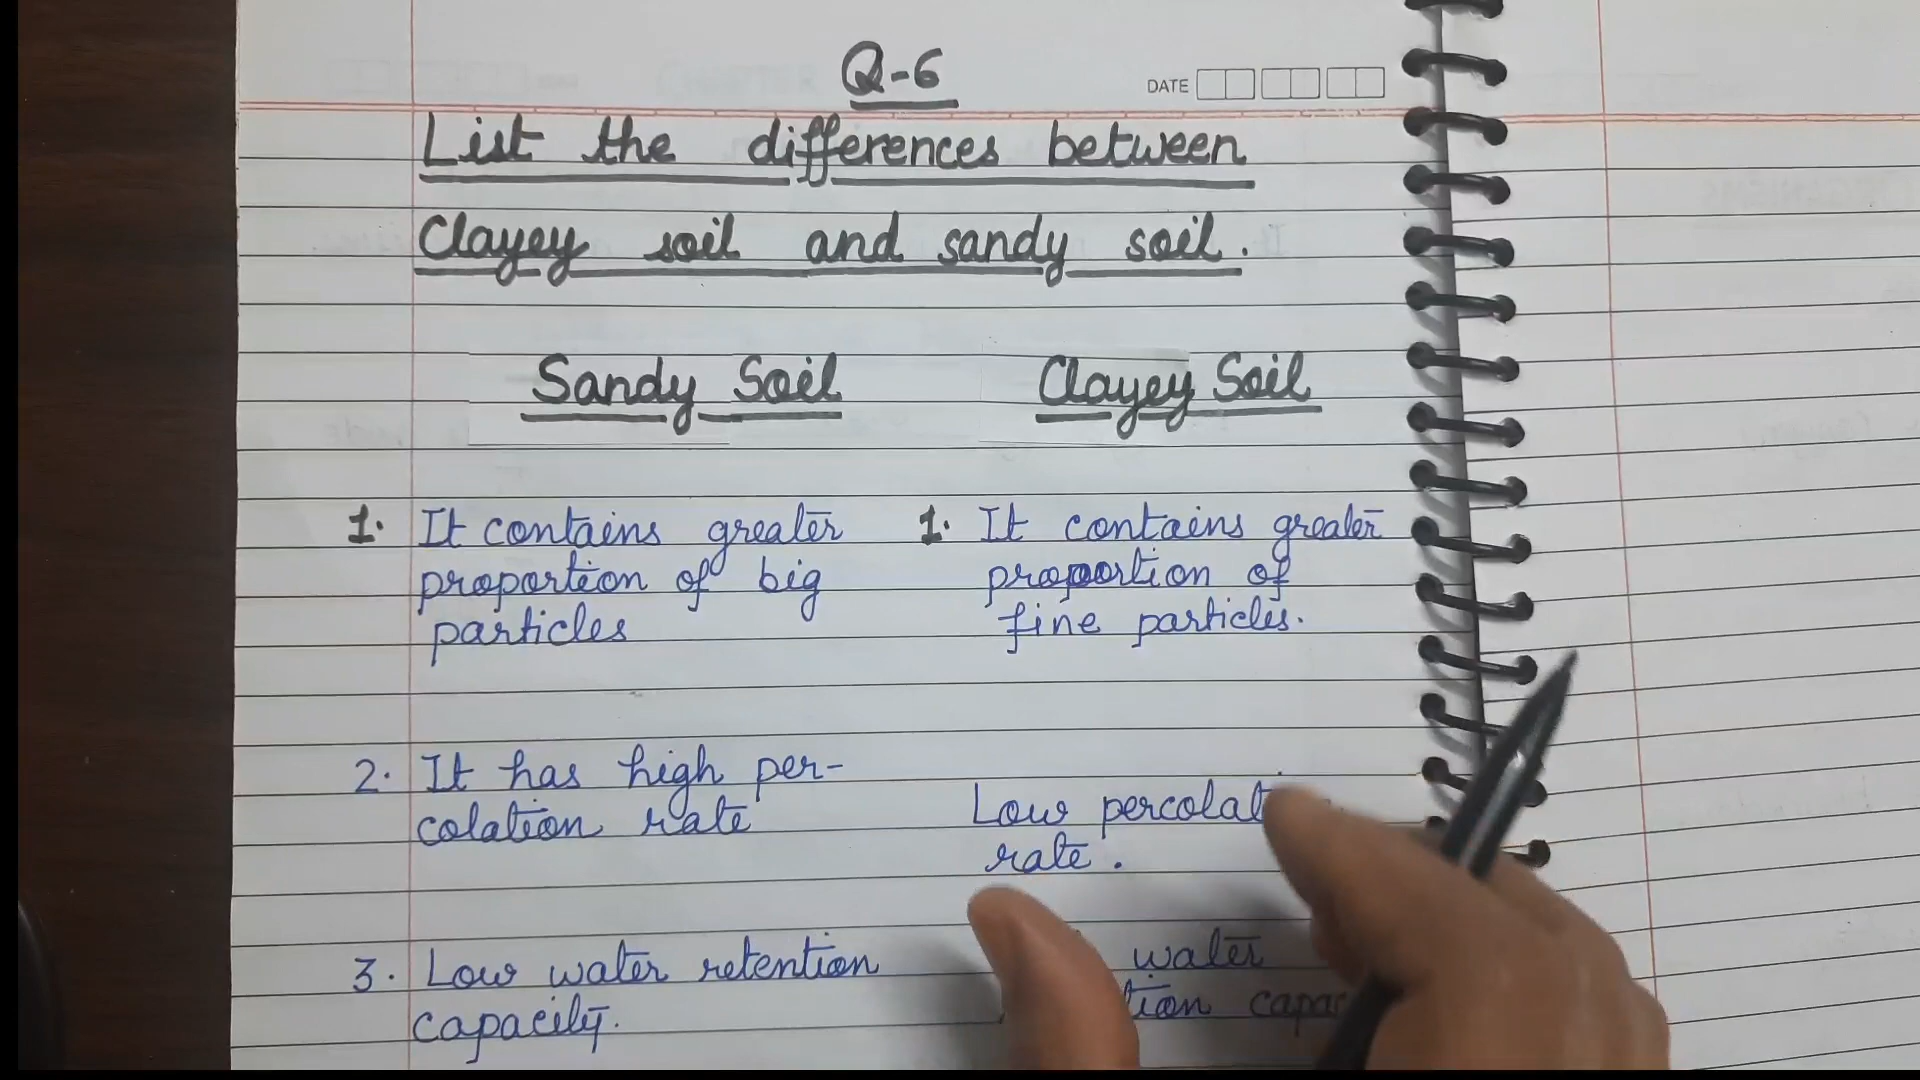 Q-6
DATE
List the differences between
Clayey soil and sandy soil.
Sandy Soil
Clayey Soil
1. It contains greater
proportion of big
particles
1. It contains greater
proportion of
fine particles.
2. It has high per-
colation rate
Low
rate.
3. Low water retention
capacity.
water